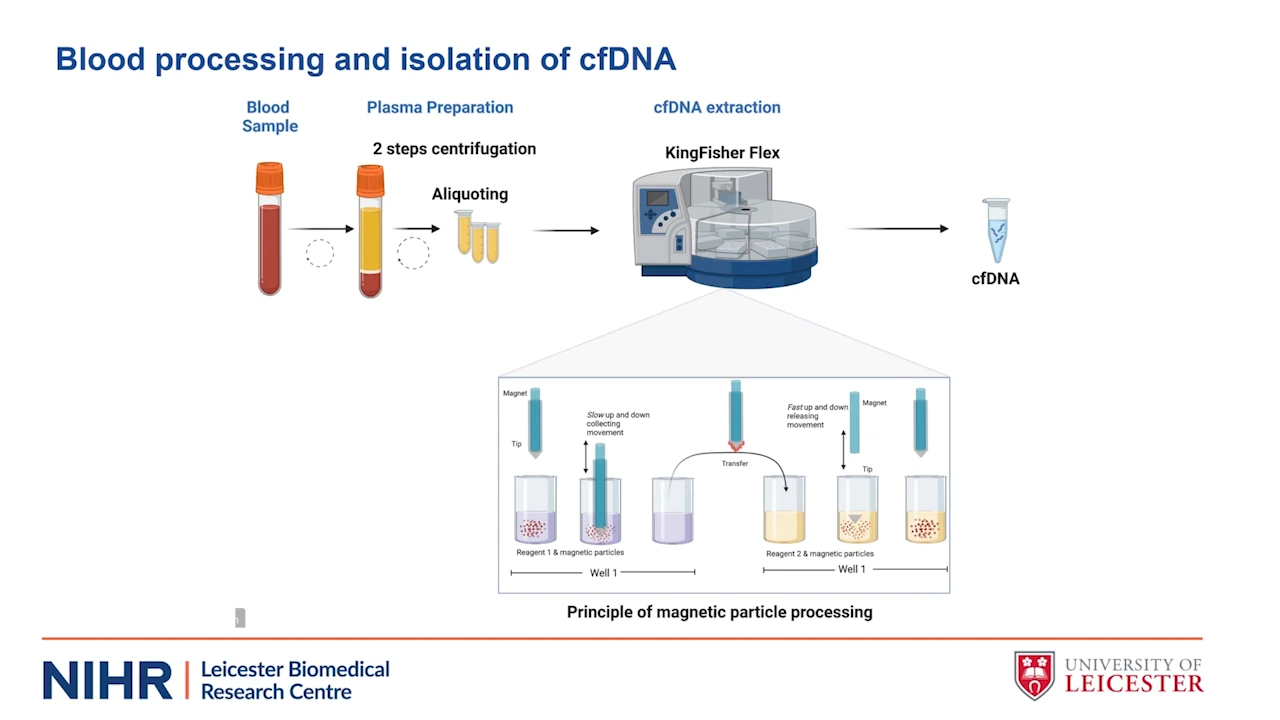 Blood processing and isolation of cfDNA
Blood
Sample
Plasma Preparation
cfDNA extraction
2 steps centrifugation
KingFisher Flex
Aliquoting
cfDNA
Magnet
Tip
Slow up and down
collecting
movement
Transfer
Fast up and down
releasing
movement
Magnet
Tip
Reagent 1 & magnetic particles
Reagent 2 & magnetic particles
Well 1
Well 1
Principle of magnetic particle processing
NIHR
Leicester Biomedical
Research Centre
UNIVERSITY OF
LEICESTER